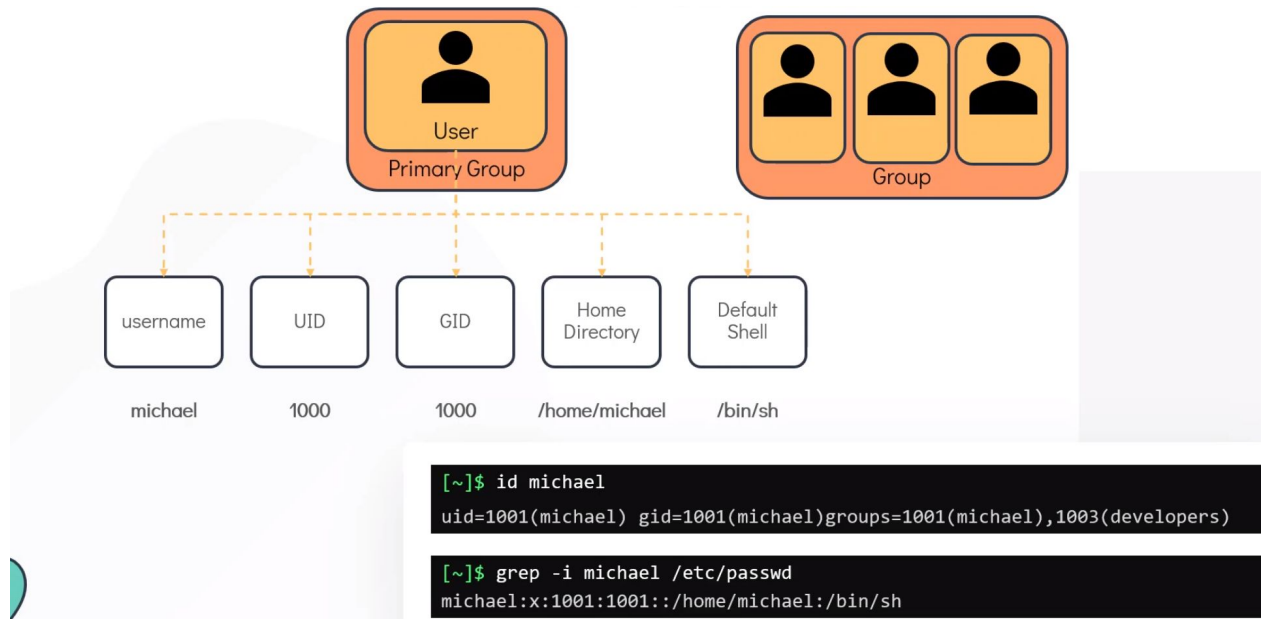 User
Primary Group
Group
username
UID
GID
Home
Directory
Default
Shell
michael
1000
1000
/home/michael
/bin/sh
[~]$ id michael
uid=1001(michael) gid=1001(michael)groups=1001(michael),1003(developers)
[~]$ grep -i michael /etc/passwd
michael:x:1001:1001::/home/michael:/bin/sh